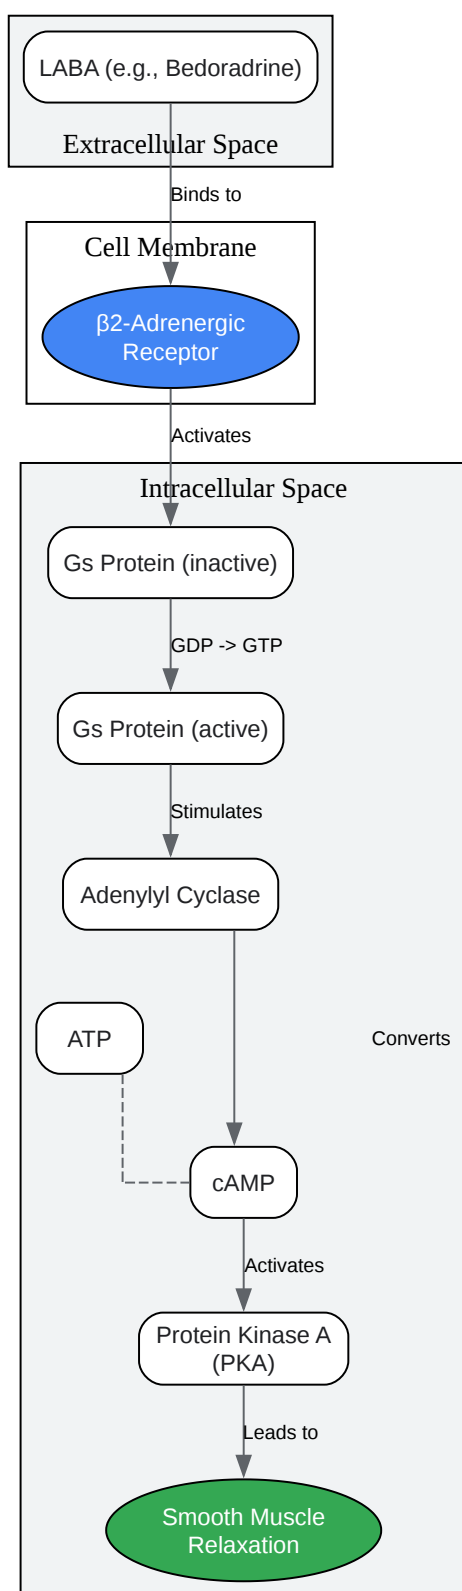 LABA (e.g., Bedoradrine)
Extracellular Space
Binds to
Cell Membrane
β2-Adrenergic
Receptor
Activates
Intracellular Space
Gs Protein (inactive)
GDP -> GTP
Gs Protein (active)
Stimulates
Adenylyl Cyclase
ATP
Converts
cAMP
Activates
Protein Kinase A
(PKA)
Leads to
Smooth Muscle
Relaxation